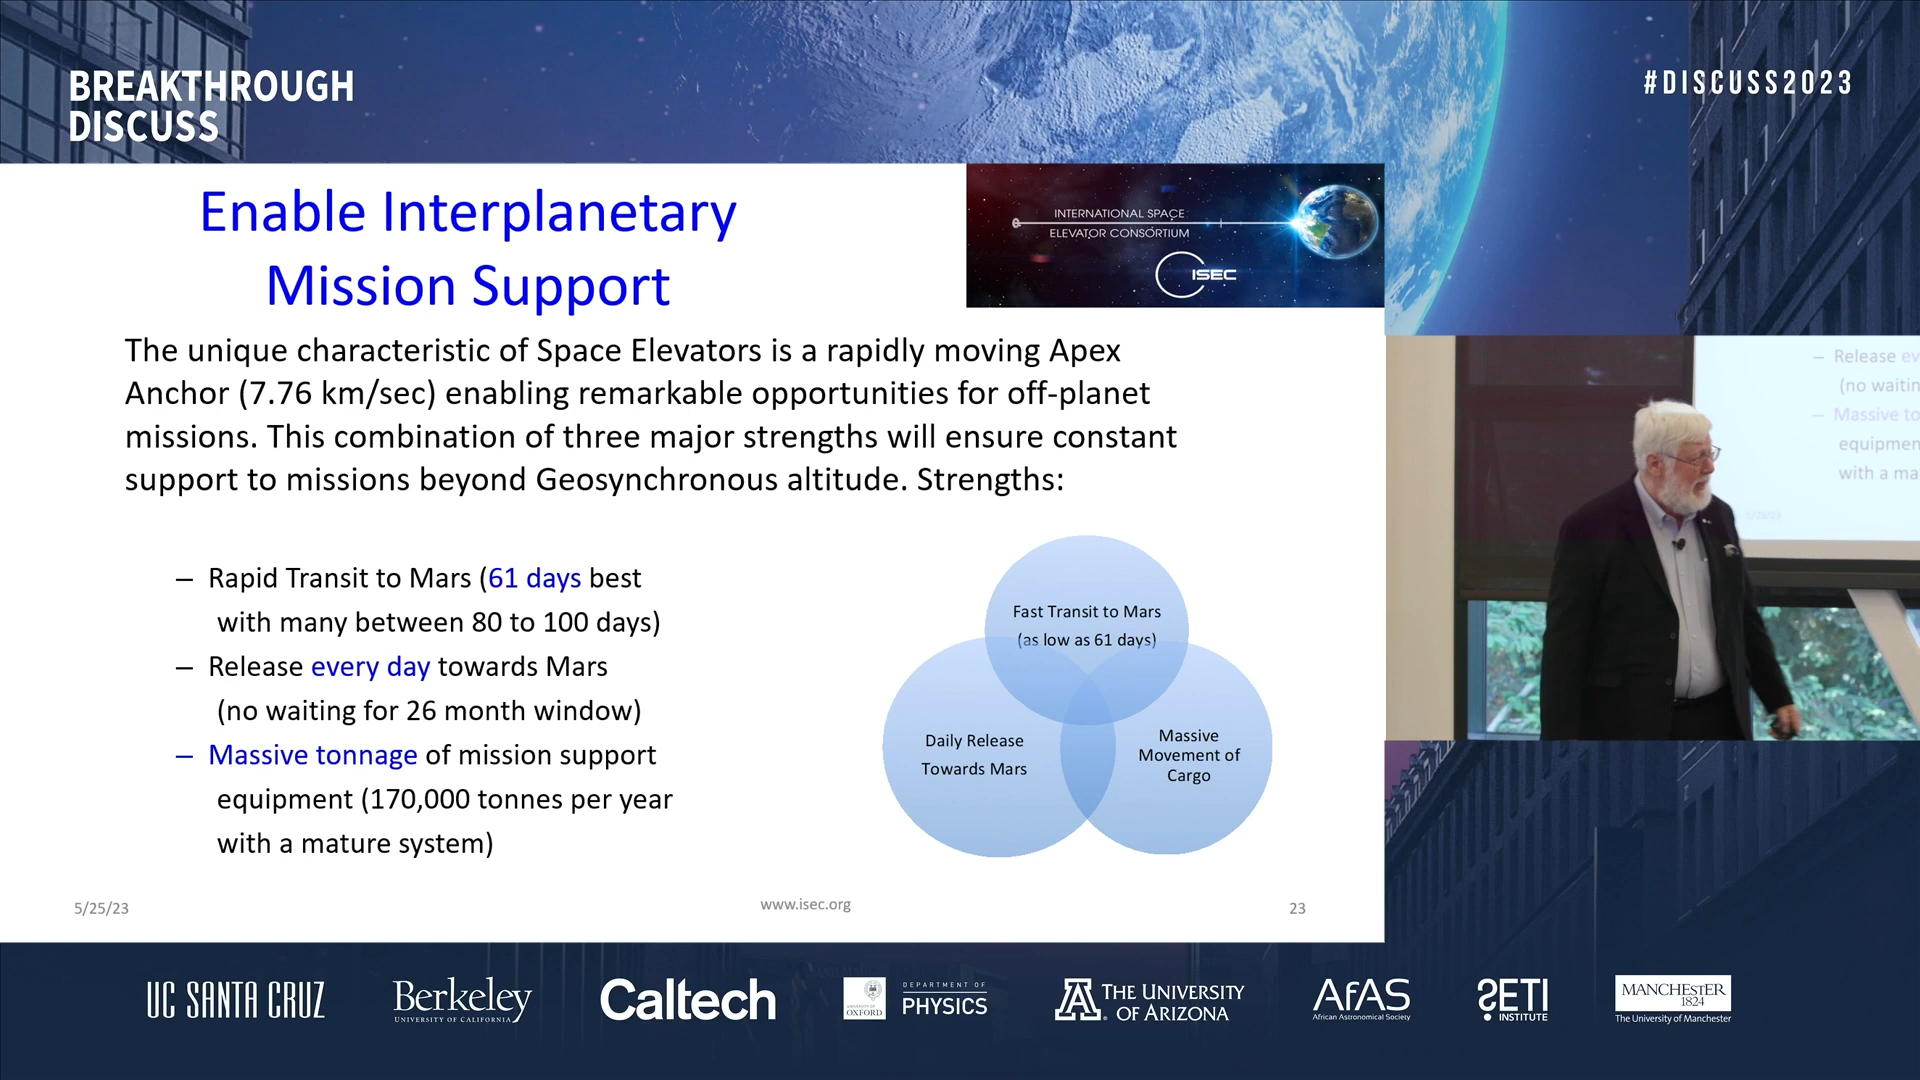 BREAKTHROUGH
DISCUSS
#DISCUSS2023
Enable Interplanetary
Mission Support
INTERNATIONAL SPACE
ELEVATOR CONSORTIUM
ISEC
The unique characteristic of Space Elevators is a rapidly moving Apex
Anchor (7.76 km/sec) enabling remarkable opportunities for off-planet
missions. This combination of three major strengths will ensure constant
support to missions beyond Geosynchronous altitude. Strengths:
– Rapid Transit to Mars (61 days best
with many between 80 to 100 days)
– Release every day towards Mars
(no waiting for 26 month window)
– Massive tonnage of mission support
equipment (170,000 tonnes per year
with a mature system)
Fast Transit to Mars
(as low as 61 days)
Daily Release
Towards Mars
Massive
Movement of
Cargo
5/25/23
www.isec.org
23
– Release ev
(no waitin
– Massive to
equipmen
with a ma
5/25/23
UC SANTA CRUZ
Berkeley
UNIVERSITY OF CALIFORNIA
Caltech
UNIVERSITY OF
OXFORD
DEPARTMENT OF
PHYSICS
A
THE UNIVERSITY
OF ARIZONA
AfAS
African Astronomical Society
SETI
INSTITUTE
MANCHESTER
1824
The University of Manchester